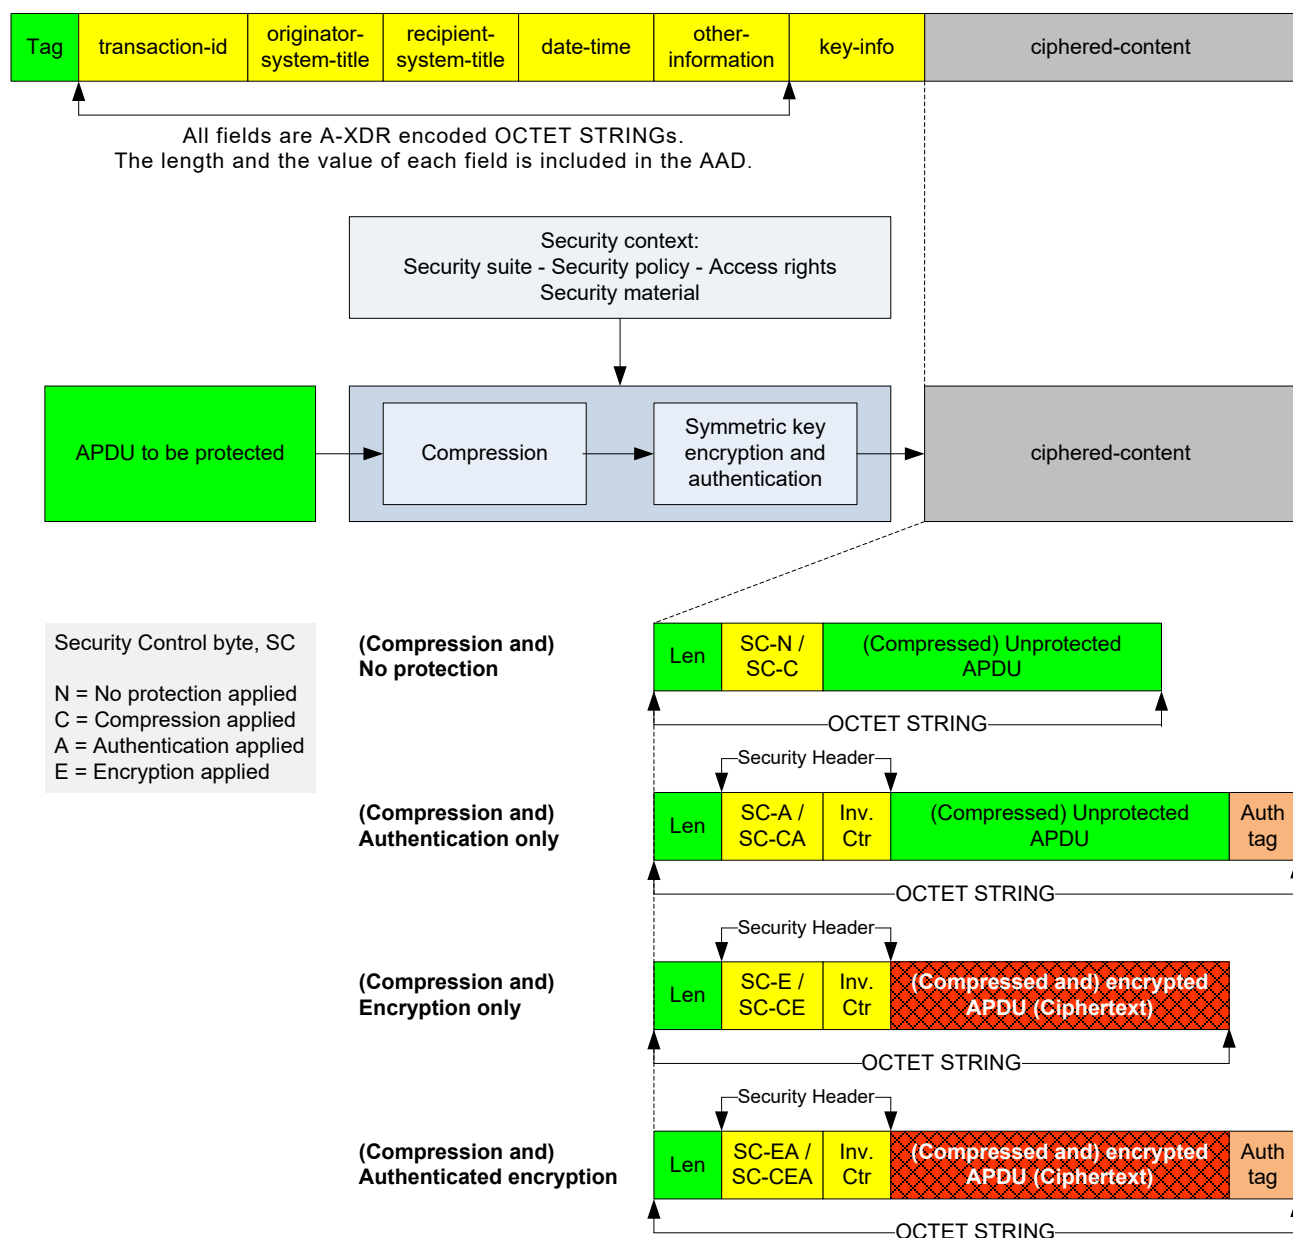 Tag
transaction-id
originator-
system-title
recipient-
system-title
date-time
other-
information
key-info
ciphered-content
All fields are A-XDR encoded OCTET STRINGs.
The length and the value of each field is included in the AAD.
Security context:
Security suite - Security policy - Access rights
Security material
APDU to be protected
Compression
Symmetric key
encryption and
authentication
ciphered-content
Security Control byte, SC
N = No protection applied
C = Compression applied
A = Authentication applied
E = Encryption applied
(Compression and)
No protection
Len
SC-N /
SC-C
(Compressed) Unprotected
APDU
OCTET STRING
Security Header
(Compression and)
Authentication only
Len
SC-A /
SC-CA
Inv.
Ctr
(Compressed) Unprotected
APDU
Auth
tag
OCTET STRING
Security Header
(Compression and)
Encryption only
Len
SC-E /
SC-CE
Inv.
Ctr
(Compressed and) encrypted
APDU (Ciphertext)
OCTET STRING
Security Header
(Compression and)
Authenticated encryption
Len
SC-EA /
SC-CEA
Inv.
Ctr
(Compressed and) encrypted
APDU (Ciphertext)
Auth
tag
OCTET STRING